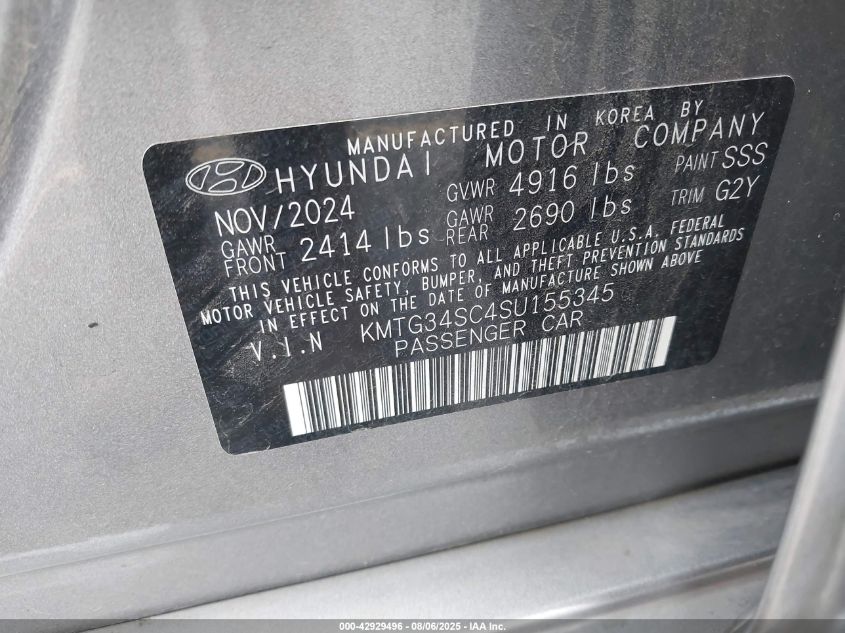 MANUFACTURED IN KOREA BY
HYUNDAI MOTOR COMPANY
NOV/2024 GVWR 4916 lbs PAINT SSS
GAWR FRONT 2414 lbs GAWR REAR 2690 lbs TRIM G2Y
THIS VEHICLE CONFORMS TO ALL APPLICABLE U.S.A. FEDERAL
MOTOR VEHICLE SAFETY, BUMPER, AND THEFT PREVENTION STANDARDS
IN EFFECT ON THE DATE OF MANUFACTURE SHOWN ABOVE
V.I.N KMTG34SC4SU155345
PASSENGER CAR
000-42929496 - 08/06/2025 - IAA Inc.